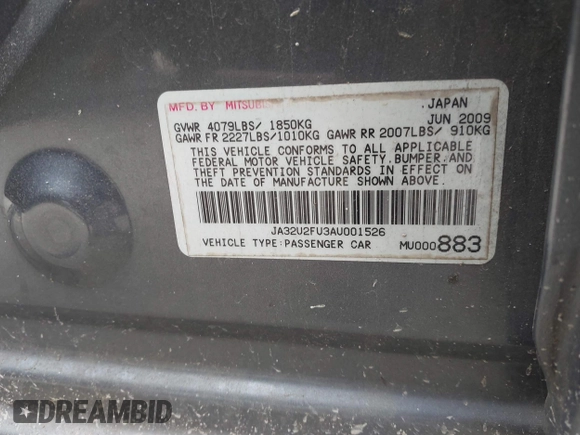 MFD. BY MITSUBI JAPAN
GVWR 4079LBS/ 1850KG JUN 2009
GAWR FR 2227LBS/1010KG GAWR RR 2007LBS/ 910KG
THIS VEHICLE CONFORMS TO ALL APPLICABLE
FEDERAL MOTOR VEHICLE SAFETY, BUMPER, AND
THEFT PREVENTION STANDARDS IN EFFECT ON
THE DATE OF MANUFACTURE SHOWN ABOVE.
JA32U2FU3AU001526
VEHICLE TYPE:PASSENGER CAR MU000883
DREAMBID